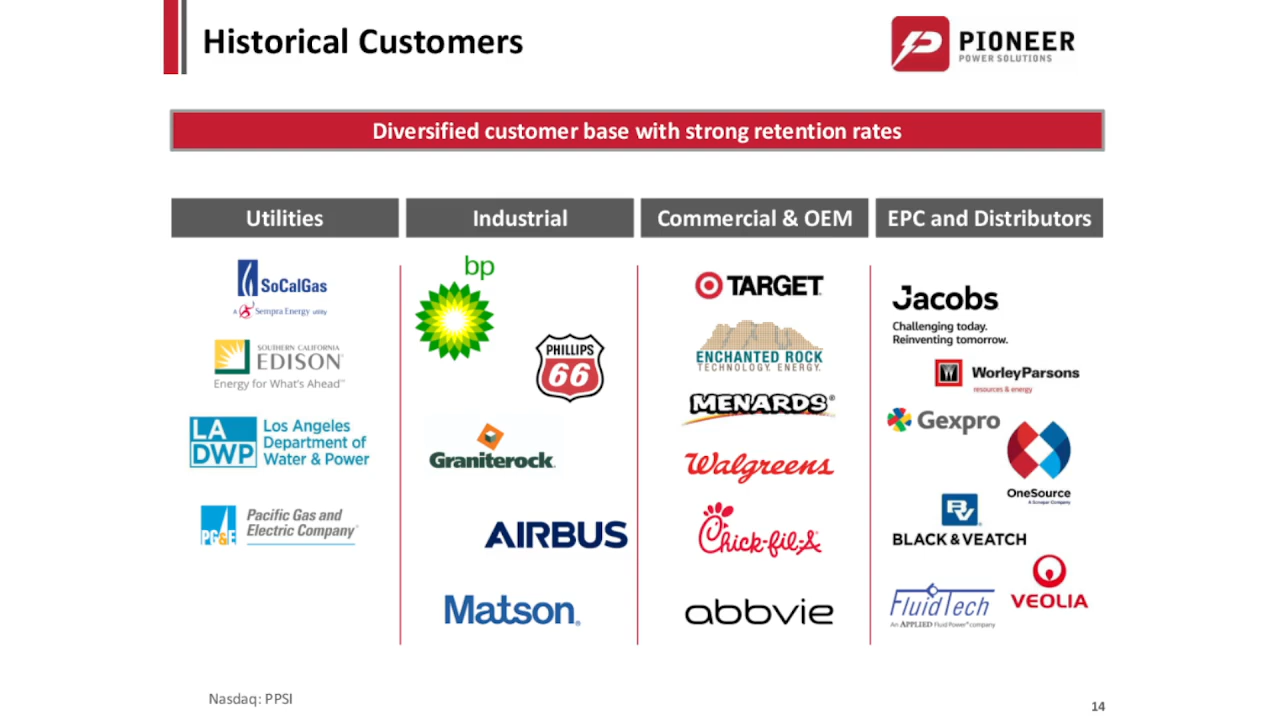 Historical Customers
PIONEER
POWER SOLUTIONS
Diversified customer base with strong retention rates
Utilities
SoCalGas
A Sempra Energy utility
SOUTHERN CALIFORNIA
EDISON
Energy for What's Ahead℠
LA
DWP
Los Angeles
Department of
Water & Power
PG&E
Pacific Gas and
Electric Company
Industrial
bp
PHILLIPS
66
Graniterock
AIRBUS
Matson®
Commercial & OEM
TARGET
ENCHANTED ROCK
TECHNOLOGY. ENERGY.
MENARDS®
Walgreens
Chick-fil-A
abbvie
EPC and Distributors
Jacobs
Challenging today.
Reinventing tomorrow.
W
WorleyParsons
resources & energy
Gexpro
OneSource
A Sonepar Company
BV
BLACK & VEATCH
FluidTech
An APPLIED Fluid Power® company
VEOLIA
Nasdaq: PPSI
14